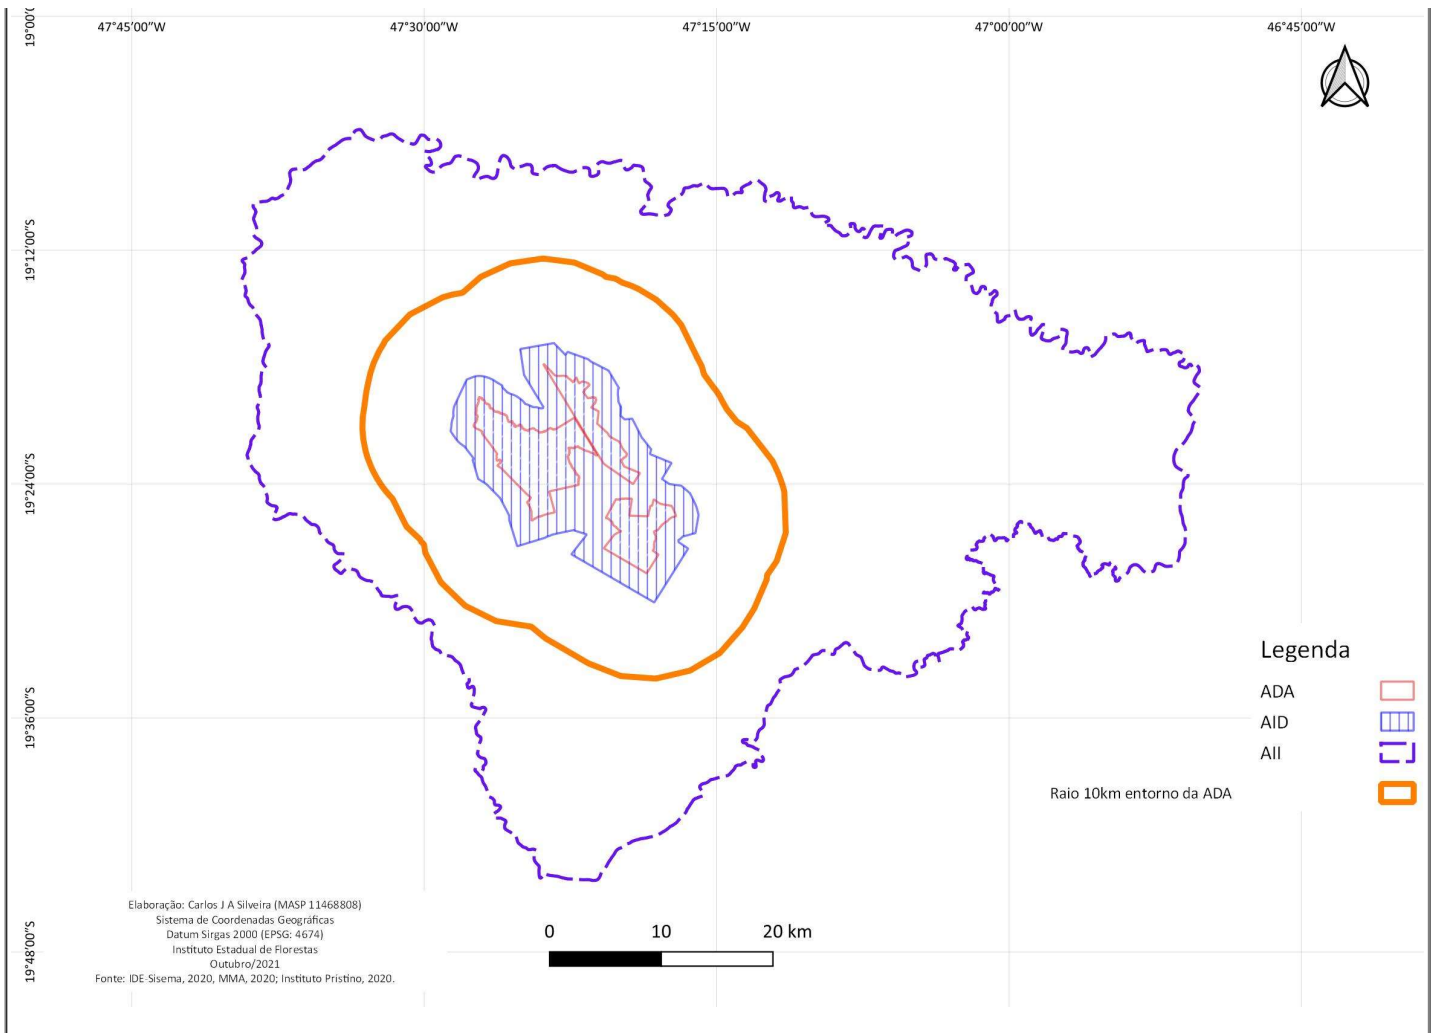 47°45′00″W 47°30′00″W 47°15′00″W 47°00′00″W 46°45′00″W
19°00′0
19°12′00″S
19°24′00″S
19°36′00″S
19°48′00″S
Legenda
ADA
AID
AII
Raio 10km entorno da ADA
0 10 20 km
Elaboração: Carlos J A Silveira (MASP 11468808)
Sistema de Coordenadas Geográficas
Datum Sirgas 2000 (EPSG: 4674)
Instituto Estadual de Florestas
Outubro/2021
Fonte: IDE-Sisema, 2020, MMA, 2020; Instituto Prístino, 2020.